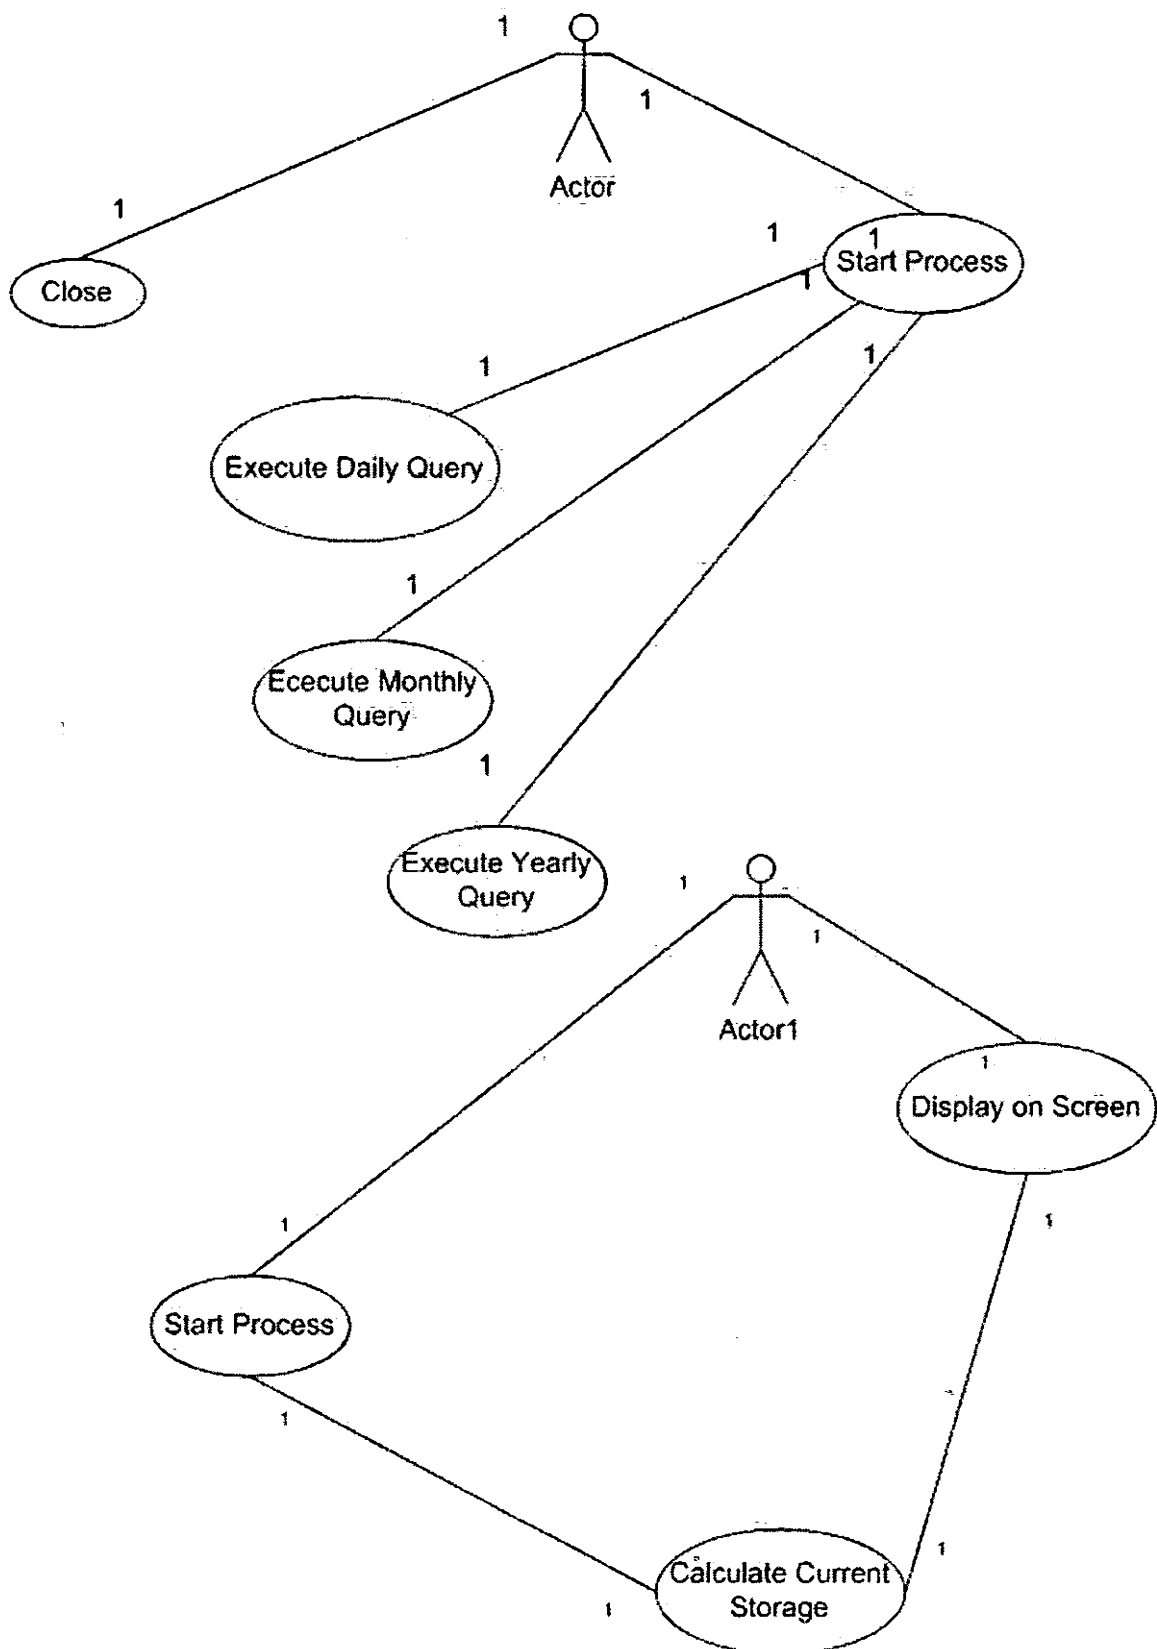 1
1
Actor
1
Close
1
1
Start Process
1
1
1
Execute Daily Query
1
Ececute Monthly
Query
1
Execute Yearly
Query
1
1
Actor1
1
Display on Screen
1
1
Start Process
1
1
Calculate Current
Storage
1